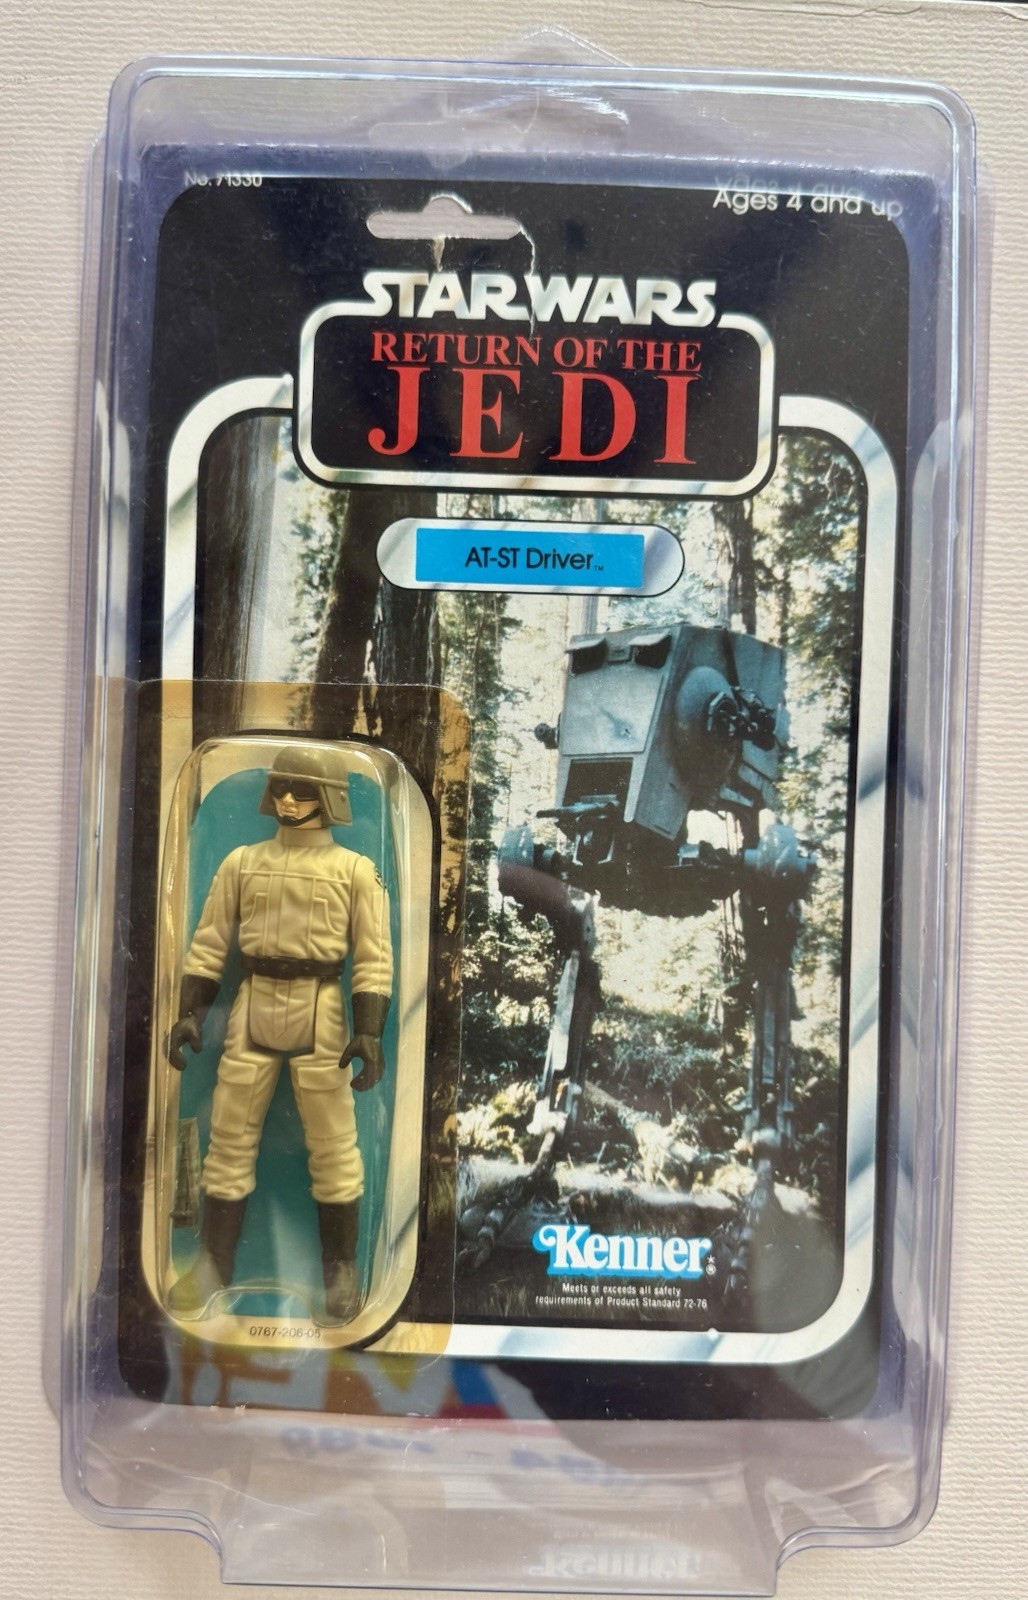 No. 71330
Ages 4 and up
STAR WARS
RETURN OF THE
JEDI
AT-ST Driver™
Kenner®
Meets or exceeds all safety
requirements of Product Standard 72-76
0767-206-05